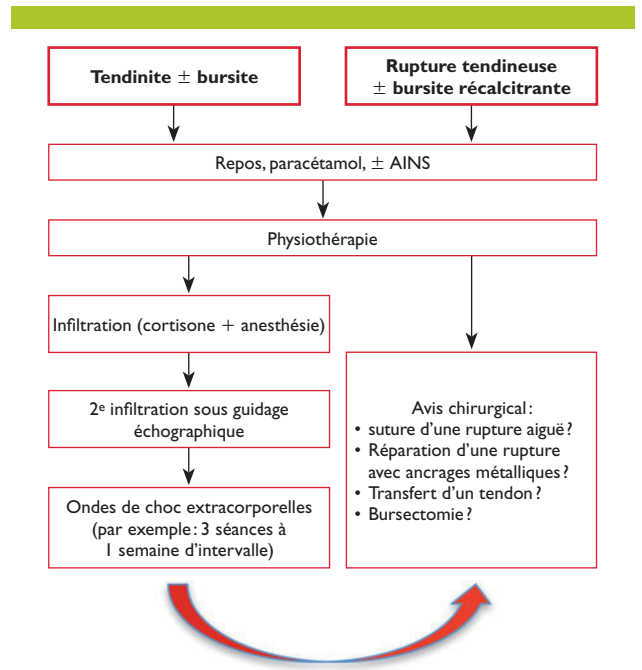 Tendinite ± bursite
Rupture tendineuse
± bursite récalcitrante
Repos, paracétamol, ± AINS
Physiothérapie
Infiltration (cortisone + anesthésie)
2e infiltration sous guidage
échographique
Ondes de choc extracorporelles
(par exemple : 3 séances à
1 semaine d'intervalle)
Avis chirurgical :
• suture d'une rupture aiguë ?
• Réparation d'une rupture
avec ancrages métalliques ?
• Transfert d'un tendon ?
• Bursectomie ?